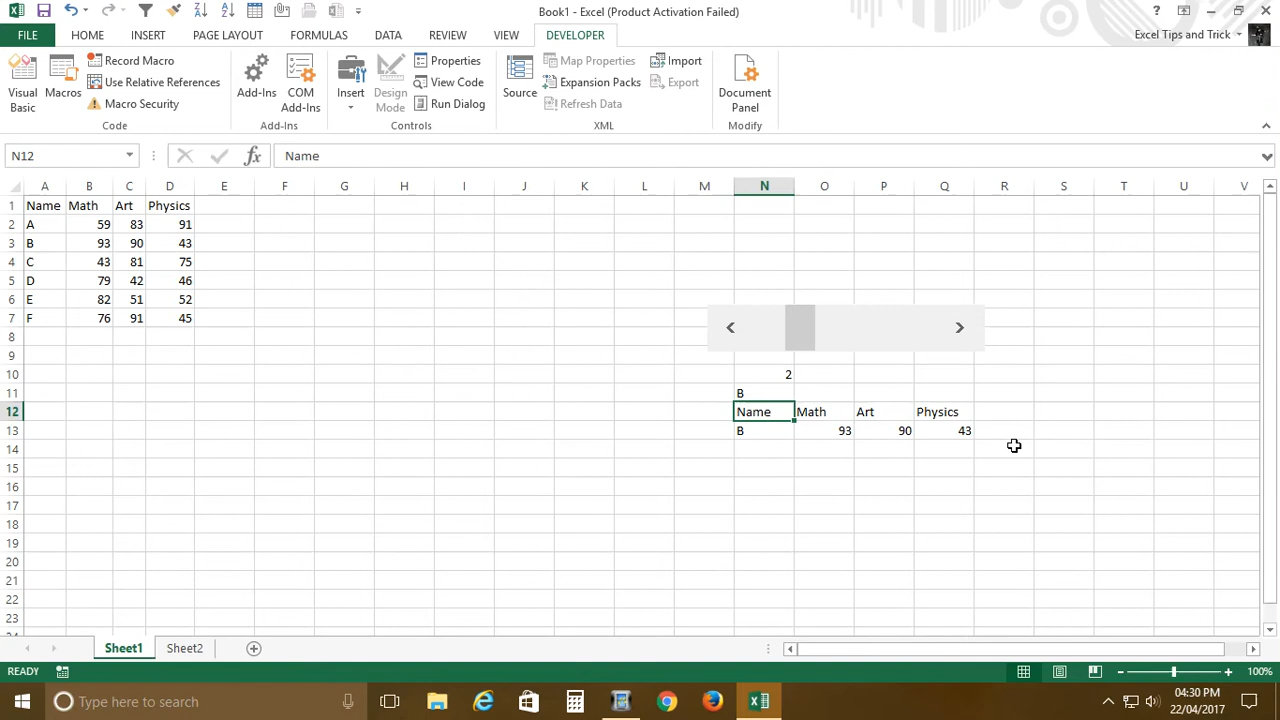 Book1 - Excel (Product Activation Failed)
?
FILE HOME INSERT PAGE LAYOUT FORMULAS DATA REVIEW VIEW DEVELOPER Excel Tips and Trick
Visual Basic
Macros
Record Macro
Use Relative References
Macro Security
Code
Add-Ins
COM Add-Ins
Add-Ins
Insert
Design Mode
Properties
View Code
Run Dialog
Controls
Source
Map Properties
Expansion Packs
Refresh Data
Import
Export
XML
Document Panel
Modify
N12 fx Name
A B C D E F G H I J K L M N O P Q R S T U V
1 Name Math Art Physics
2 A 59 83 91
3 B 93 90 43
4 C 43 81 75
5 D 79 42 46
6 E 82 51 52
7 F 76 91 45
8
9
10 2
11 B
12 Name Math Art Physics
13 B 93 90 43
14
15
16
17
18
19
20
21
22
23
24
Sheet1 Sheet2
READY 100%
Type here to search
04:30 PM
22/04/2017